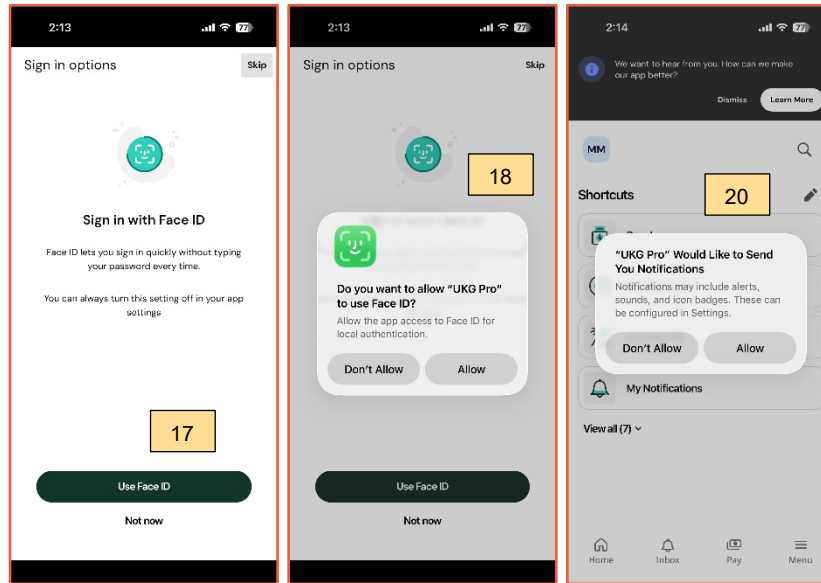 2:13
77
Sign in options
Skip
Sign in with Face ID
Face ID lets you sign in quickly without typing
your password every time.
You can always turn this setting off in your app
settings
17
Use Face ID
Not now
2:13
77
Sign in options
Skip
18
Do you want to allow “UKG Pro”
to use Face ID?
Allow the app access to Face ID for
local authentication.
Don’t Allow
Allow
Use Face ID
Not now
2:14
77
We want to hear from you. How can we make
our app better?
Dismiss
Learn More
MM
Shortcuts
20
“UKG Pro” Would Like to Send
You Notifications
Notifications may include alerts,
sounds, and icon badges. These can
be configured in Settings.
Don’t Allow
Allow
My Notifications
View all (7)
Home
Inbox
Pay
Menu